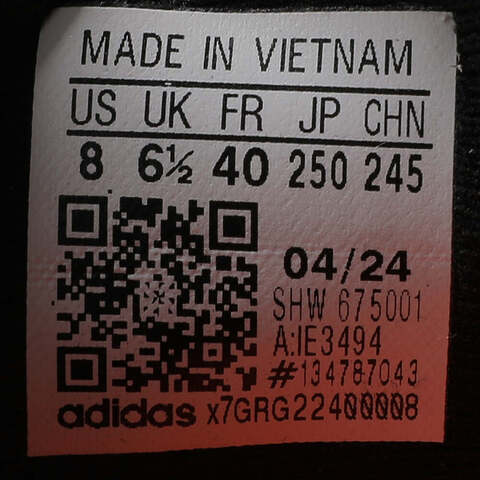 MADE IN VIETNAM
US UK FR JP CHN
8 6½ 40 250 245
04/24
SHW 675001
A:IE3494
#134787043
adidas x7GRG22400008